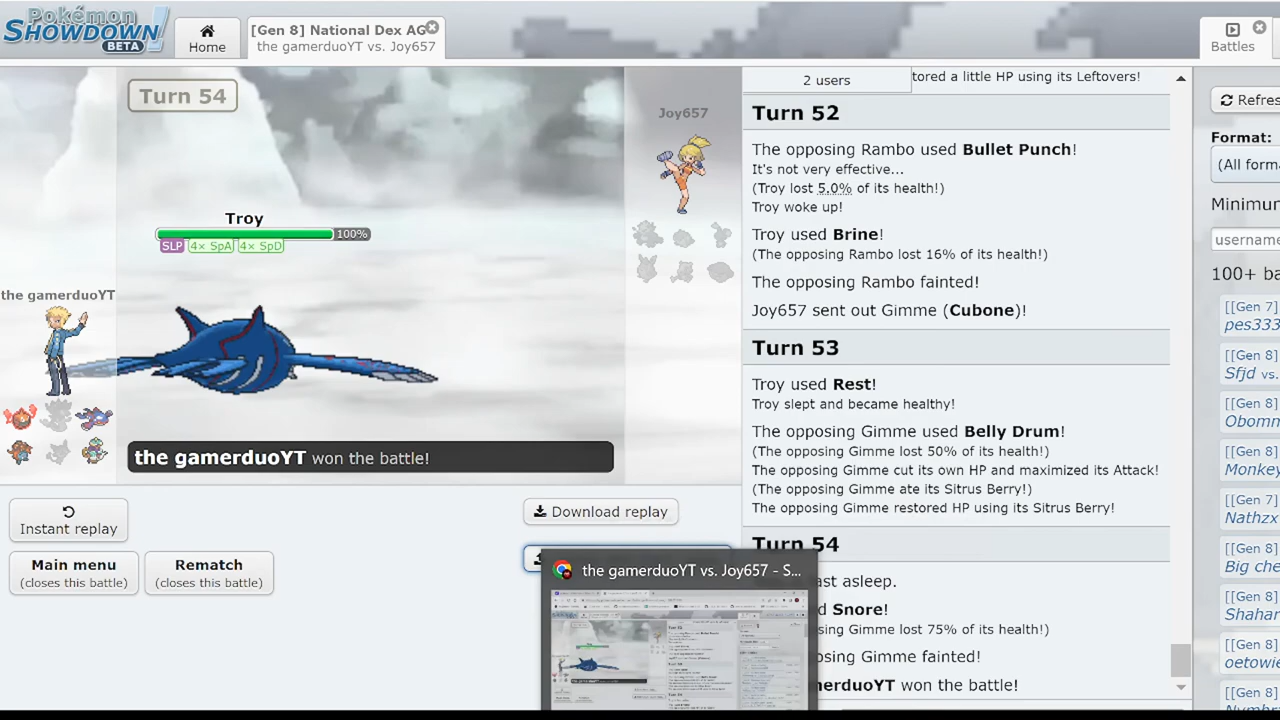 Pokémon
SHOWDOWN!
BETA
Home
[Gen 8] National Dex AG
the gamerduoYT vs. Joy657
Battles
Turn 54
Troy
100%
SLP 4× SpA 4× SpD
the gamerduoYT
Joy657
the gamerduoYT won the battle!
Instant replay
Download replay
Main menu
(closes this battle)
Rematch
(closes this battle)
the gamerduoYT vs. Joy657 - S...
2 users
tored a little HP using its Leftovers!
Turn 52
The opposing Rambo used Bullet Punch!
It's not very effective...
(Troy lost 5.0% of its health!)
Troy woke up!
Troy used Brine!
(The opposing Rambo lost 16% of its health!)
The opposing Rambo fainted!
Joy657 sent out Gimme (Cubone)!
Turn 53
Troy used Rest!
Troy slept and became healthy!
The opposing Gimme used Belly Drum!
(The opposing Gimme lost 50% of its health!)
The opposing Gimme cut its own HP and maximized its Attack!
(The opposing Gimme ate its Sitrus Berry!)
The opposing Gimme restored HP using its Sitrus Berry!
Turn 54
ast asleep.
d Snore!
sing Gimme lost 75% of its health!)
osing Gimme fainted!
nerduoYT won the battle!
Refres
Format:
(All forma
Minimum
username
100+ ba
[[Gen 7]
pes333
[[Gen 8]
Sfjd vs.
[[Gen 8]
Obomn
[[Gen 8]
Monkey
[[Gen 7]
Nathzx
[[Gen 8]
Big che
[[Gen 8]
Shahan
[[Gen 8]
oetowie
[[Gen 8]